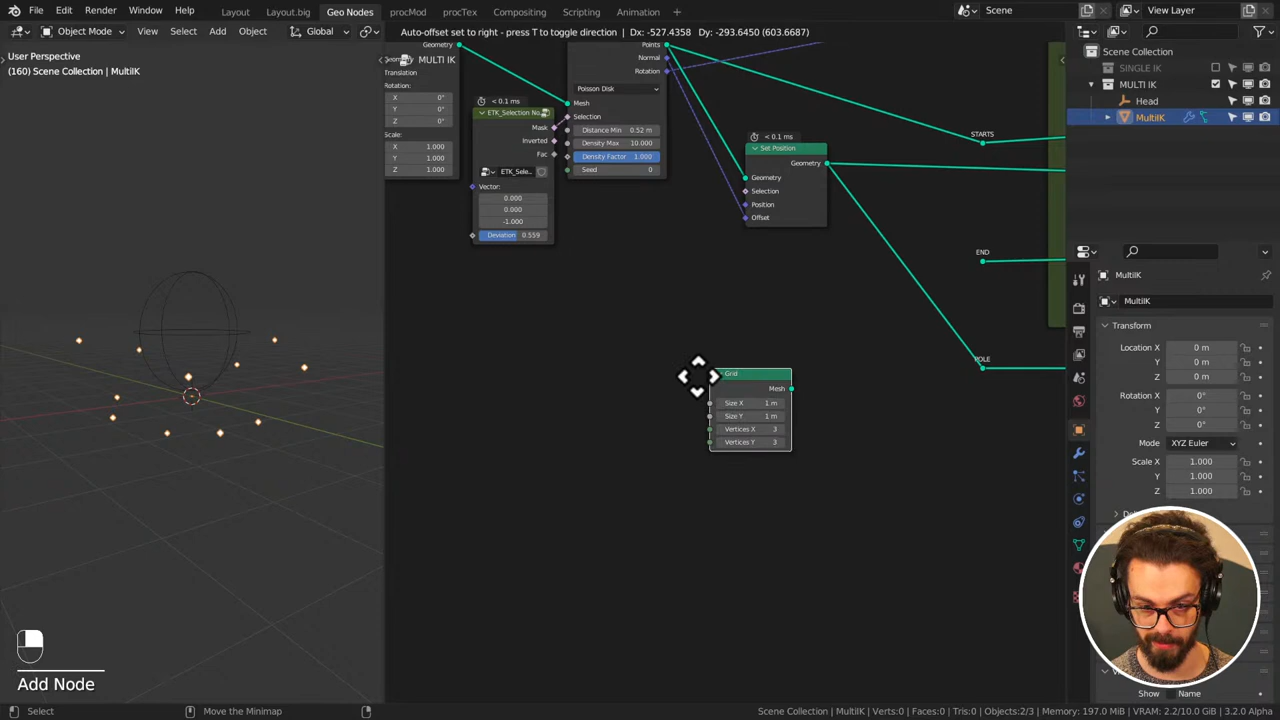 File Edit Render Window Help Layout Layout.big Geo Nodes procMod procTex Compositing Scripting Animation Scene View Layer
Object Mode View Select Add Object Global Auto-offset set to right - press T to toggle direction | Dx: -527.4358 Dy: -293.6450 (603.6687)
User Perspective
(160) Scene Collection | MultiIK
Geometry
MULTI IK
Translation
Rotation:
X 0°
Y 0°
Z 0°
Scale:
X 1.000
Y 1.000
Z 1.000
< 0.1 ms
ETK_Selection No.
Mask
Inverted
Fac
ETK_Sele..
Vector:
0.000
0.000
-1.000
Deviation 0.559
Points
Normal
Rotation
Poisson Disk
Mesh
Selection
Distance Min 0.52 m
Density Max 10.000
Density Factor 1.000
Seed 0
< 0.1 ms
Set Position
Geometry
Geometry
Selection
Position
Offset
STARTS
END
POLE
Grid
Mesh
Size X 1 m
Size Y 1 m
Vertices X 3
Vertices Y 3
Scene Collection
SINGLE IK
MULTI IK
Head
MultiIK
MultiIK
MultiIK
Transform
Location X 0 m
Y 0 m
Z 0 m
Rotation X 0°
Y 0°
Z 0°
Mode XYZ Euler
Scale X 1.000
Y 1.000
Z 1.000
Show Name
Add Node
Select Move the Minimap Scene Collection | MultiIK | Verts:0 | Faces:0 | Tris:0 | Objects:2/3 | Memory: 197.0 MiB | VRAM: 2.2/10.0 GiB | 3.2.0 Alpha